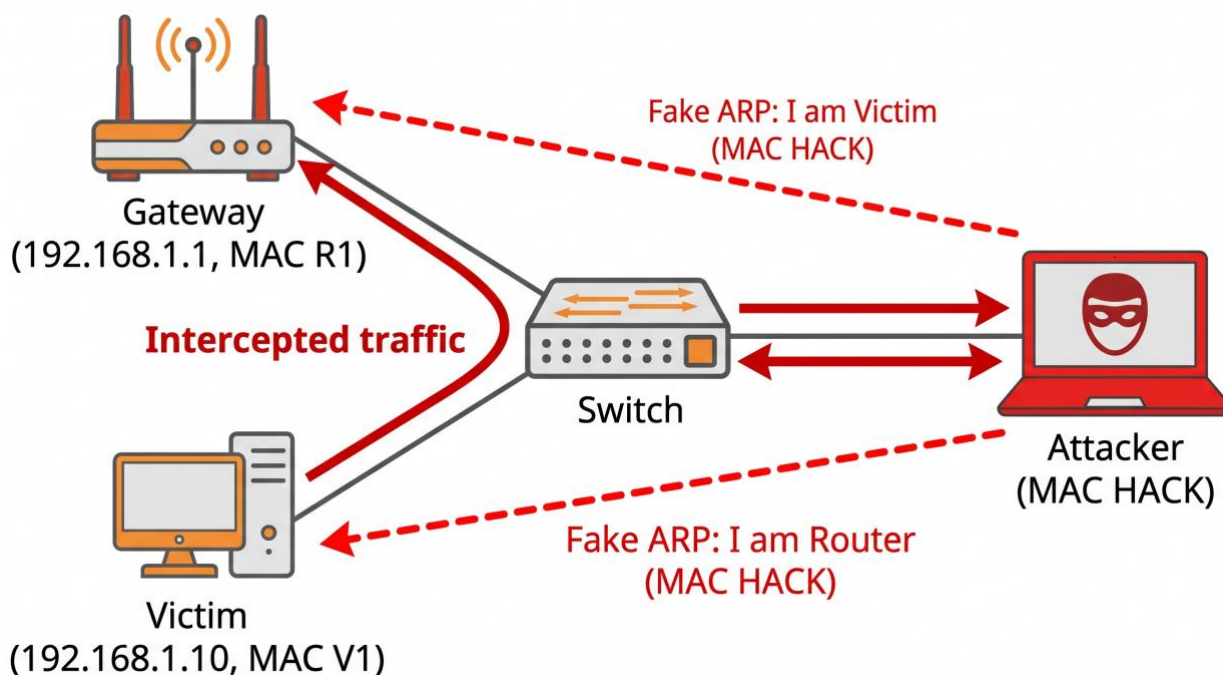 Fake ARP: I am Victim
(MAC HACK)
Gateway
(192.168.1.1, MAC R1)
Intercepted traffic
Switch
Attacker
(MAC HACK)
Fake ARP: I am Router
(MAC HACK)
Victim
(192.168.1.10, MAC V1)